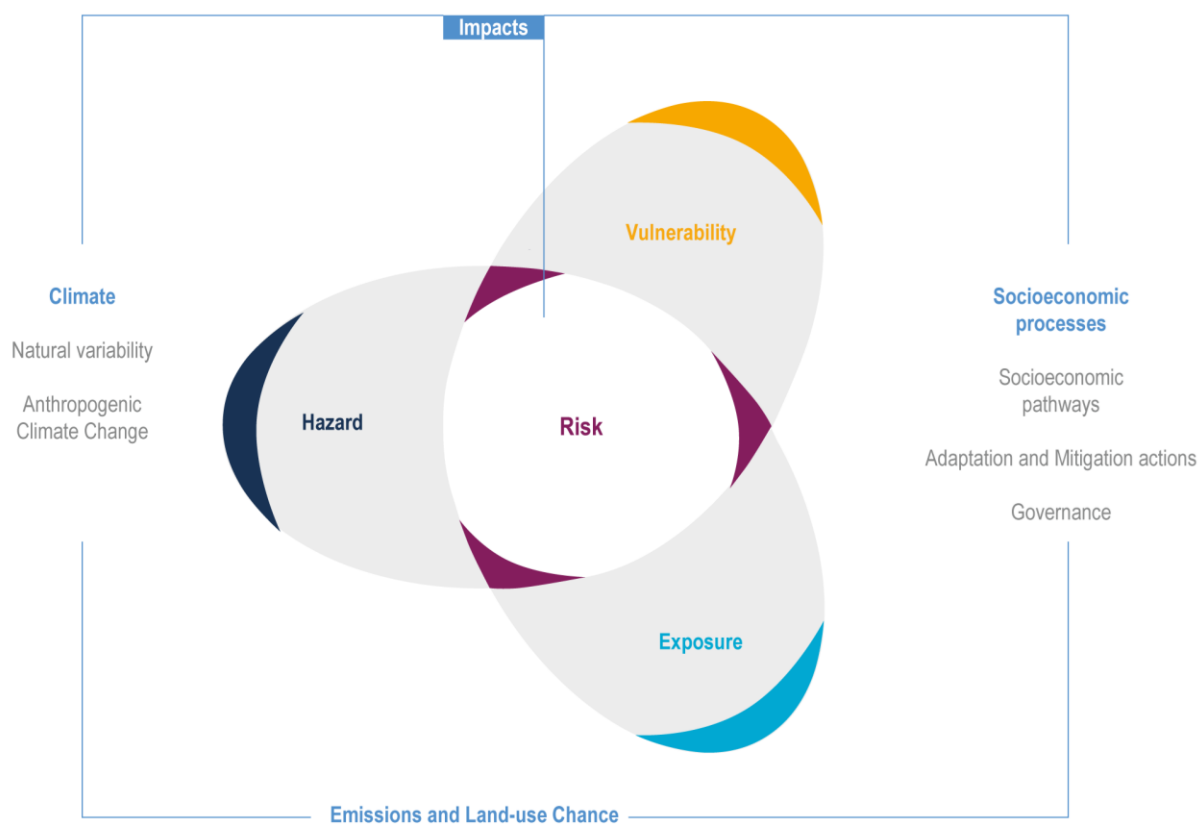 Impacts
Vulnerability
Climate
Natural variability
Anthropogenic
Climate Change
Hazard
Risk
Socioeconomic
processes
Socioeconomic
pathways
Adaptation and Mitigation actions
Governance
Exposure
Emissions and Land-use Chance